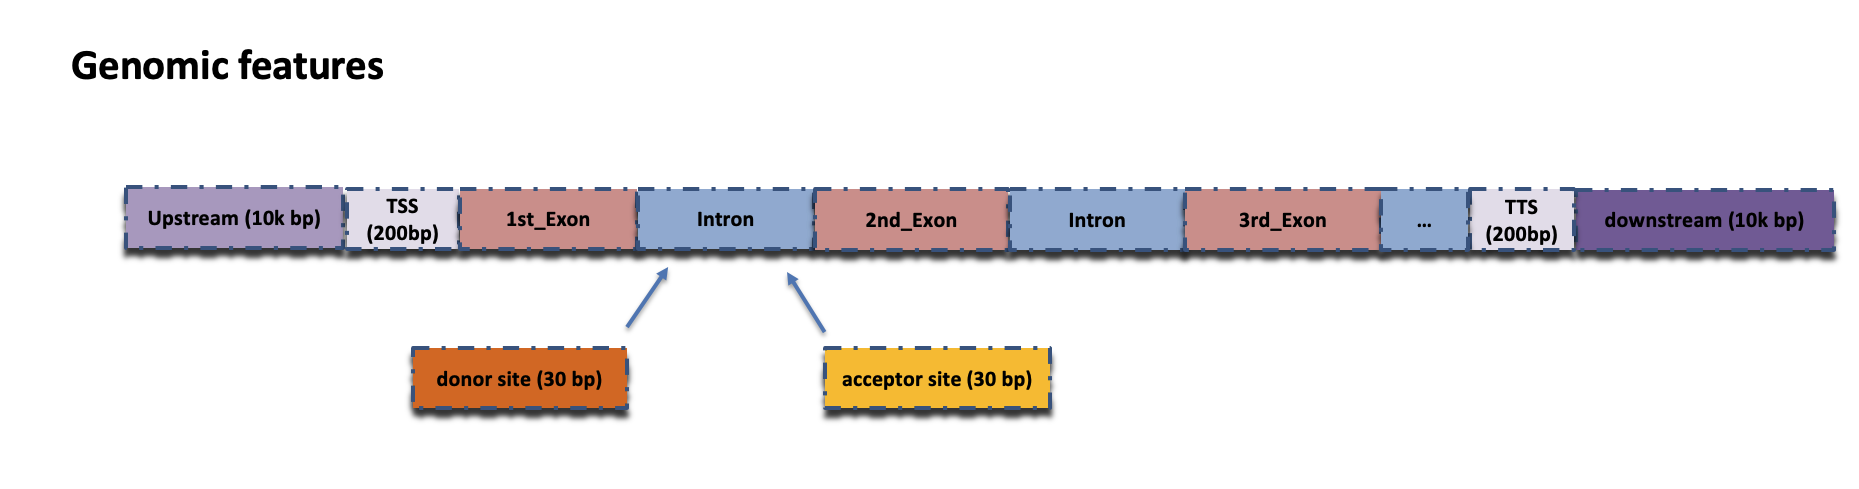 Genomic features
Upstream (10k bp)
TSS
(200bp)
1st_Exon
Intron
2nd_Exon
Intron
3rd_Exon
...
TTS
(200bp)
downstream (10k bp)
donor site (30 bp)
acceptor site (30 bp)